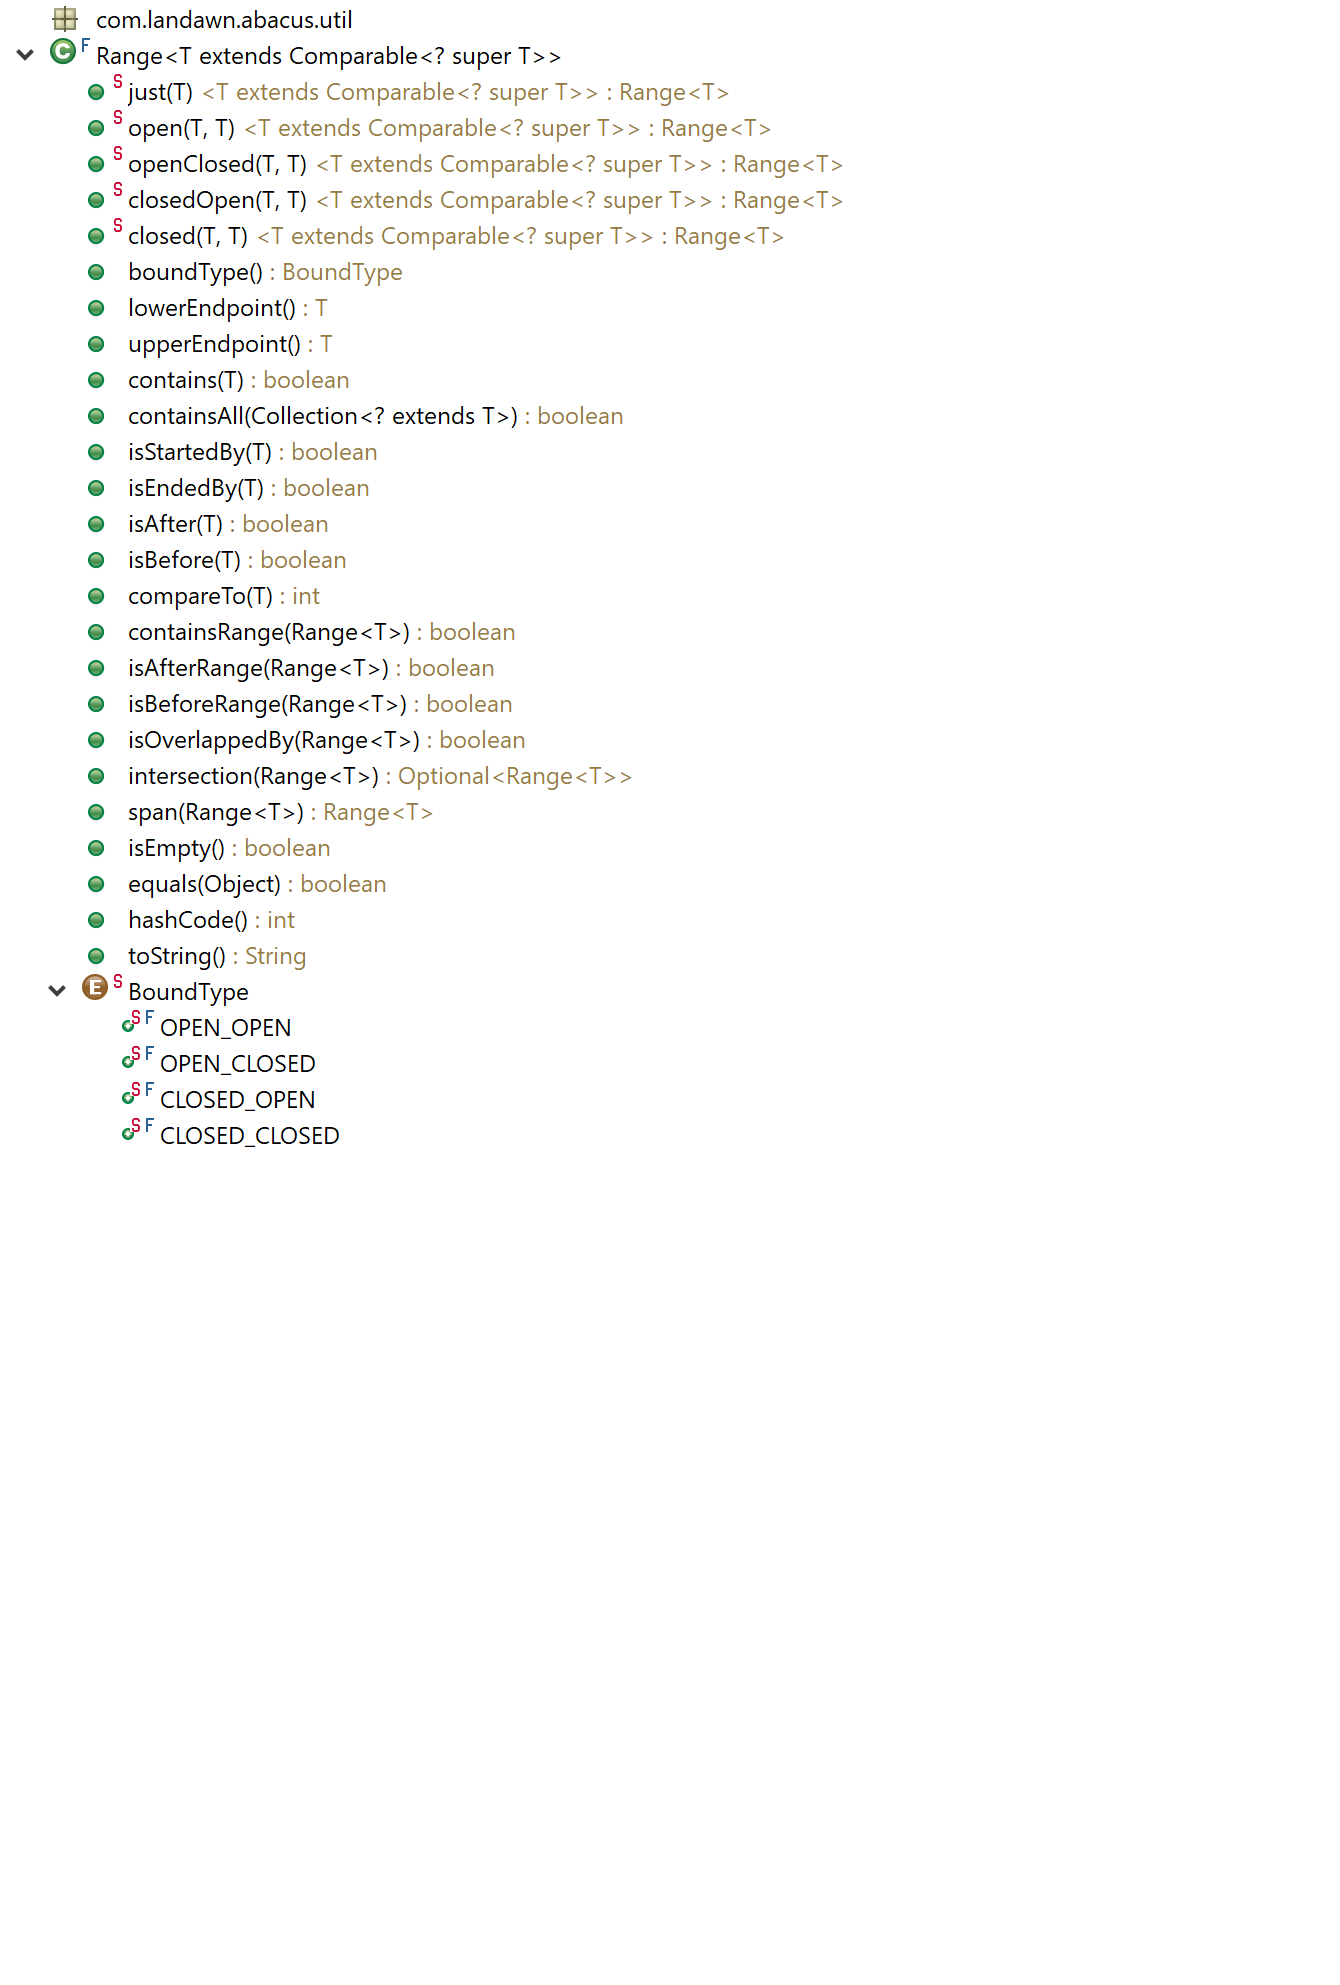 com.landawn.abacus.util
C F Range<T extends Comparable<? super T>>
S just(T) <T extends Comparable<? super T>> : Range<T>
S open(T, T) <T extends Comparable<? super T>> : Range<T>
S openClosed(T, T) <T extends Comparable<? super T>> : Range<T>
S closedOpen(T, T) <T extends Comparable<? super T>> : Range<T>
S closed(T, T) <T extends Comparable<? super T>> : Range<T>
boundType() : BoundType
lowerEndpoint() : T
upperEndpoint() : T
contains(T) : boolean
containsAll(Collection<? extends T>) : boolean
isStartedBy(T) : boolean
isEndedBy(T) : boolean
isAfter(T) : boolean
isBefore(T) : boolean
compareTo(T) : int
containsRange(Range<T>) : boolean
isAfterRange(Range<T>) : boolean
isBeforeRange(Range<T>) : boolean
isOverlappedBy(Range<T>) : boolean
intersection(Range<T>) : Optional<Range<T>>
span(Range<T>) : Range<T>
isEmpty() : boolean
equals(Object) : boolean
hashCode() : int
toString() : String
E S BoundType
S F OPEN_OPEN
S F OPEN_CLOSED
S F CLOSED_OPEN
S F CLOSED_CLOSED